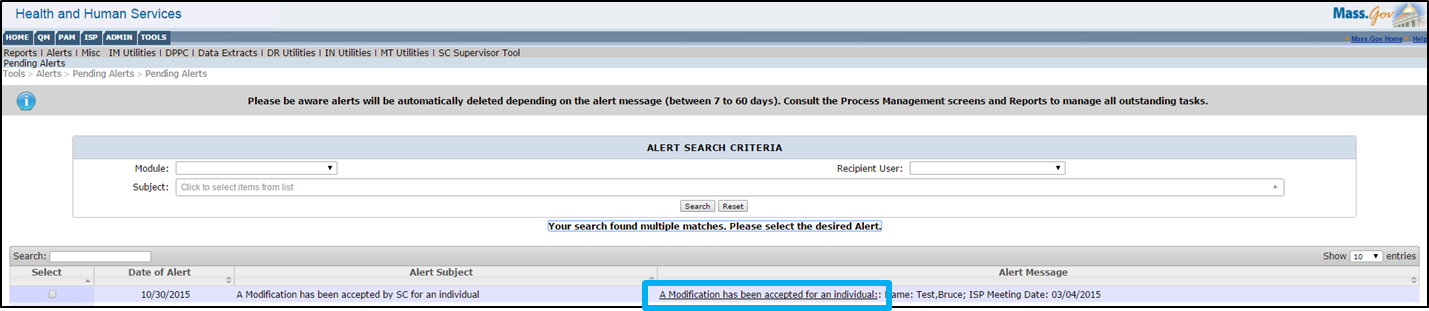 Health and Human Services
Mass.Gov
HOME QM PAM ISP ADMIN TOOLS
Mass.Gov Home Help
Reports | Alerts | Misc IM Utilities | DPPC | Data Extracts | DR Utilities | IN Utilities | MT Utilities | SC Supervisor Tool
Pending Alerts
Tools > Alerts > Pending Alerts > Pending Alerts
Please be aware alerts will be automatically deleted depending on the alert message (between 7 to 60 days). Consult the Process Management screens and Reports to manage all outstanding tasks.
ALERT SEARCH CRITERIA
Module: Recipient User:
Subject: Click to select items from list
Search Reset
Your search found multiple matches. Please select the desired Alert.
Search: Show 10 entries
Select Date of Alert Alert Subject Alert Message
10/30/2015 A Modification has been accepted by SC for an individual A Modification has been accepted for an individual:: Name: Test,Bruce; ISP Meeting Date: 03/04/2015